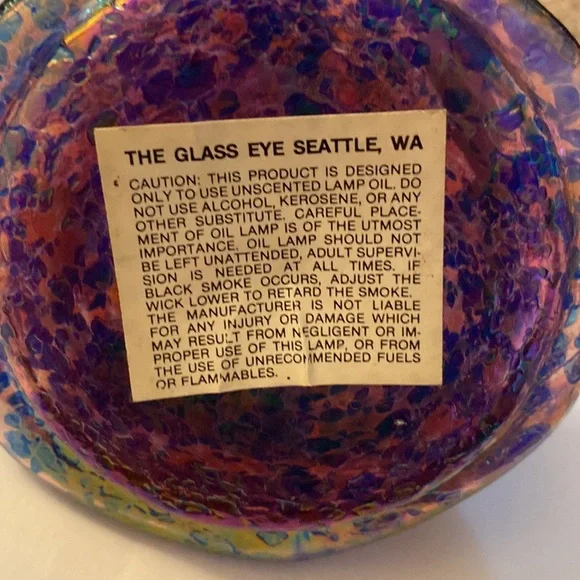 THE GLASS EYE SEATTLE, WA
CAUTION: THIS PRODUCT IS DESIGNED
ONLY TO USE UNSCENTED LAMP OIL. DO
NOT USE ALCOHOL, KEROSENE, OR ANY
OTHER SUBSTITUTE. CAREFUL PLACE-
MENT OF OIL LAMP IS OF THE UTMOST
IMPORTANCE. OIL LAMP SHOULD NOT
BE LEFT UNATTENDED, ADULT SUPERVI-
SION IS NEEDED AT ALL TIMES. IF
BLACK SMOKE OCCURS, ADJUST THE
WICK LOWER TO RETARD THE SMOKE.
THE MANUFACTURER IS NOT LIABLE
FOR ANY INJURY OR DAMAGE WHICH
MAY RESULT FROM NEGLIGENT OR IM-
PROPER USE OF THIS LAMP, OR FROM
THE USE OF UNRECOMMENDED FUELS
OR FLAMMABLES.